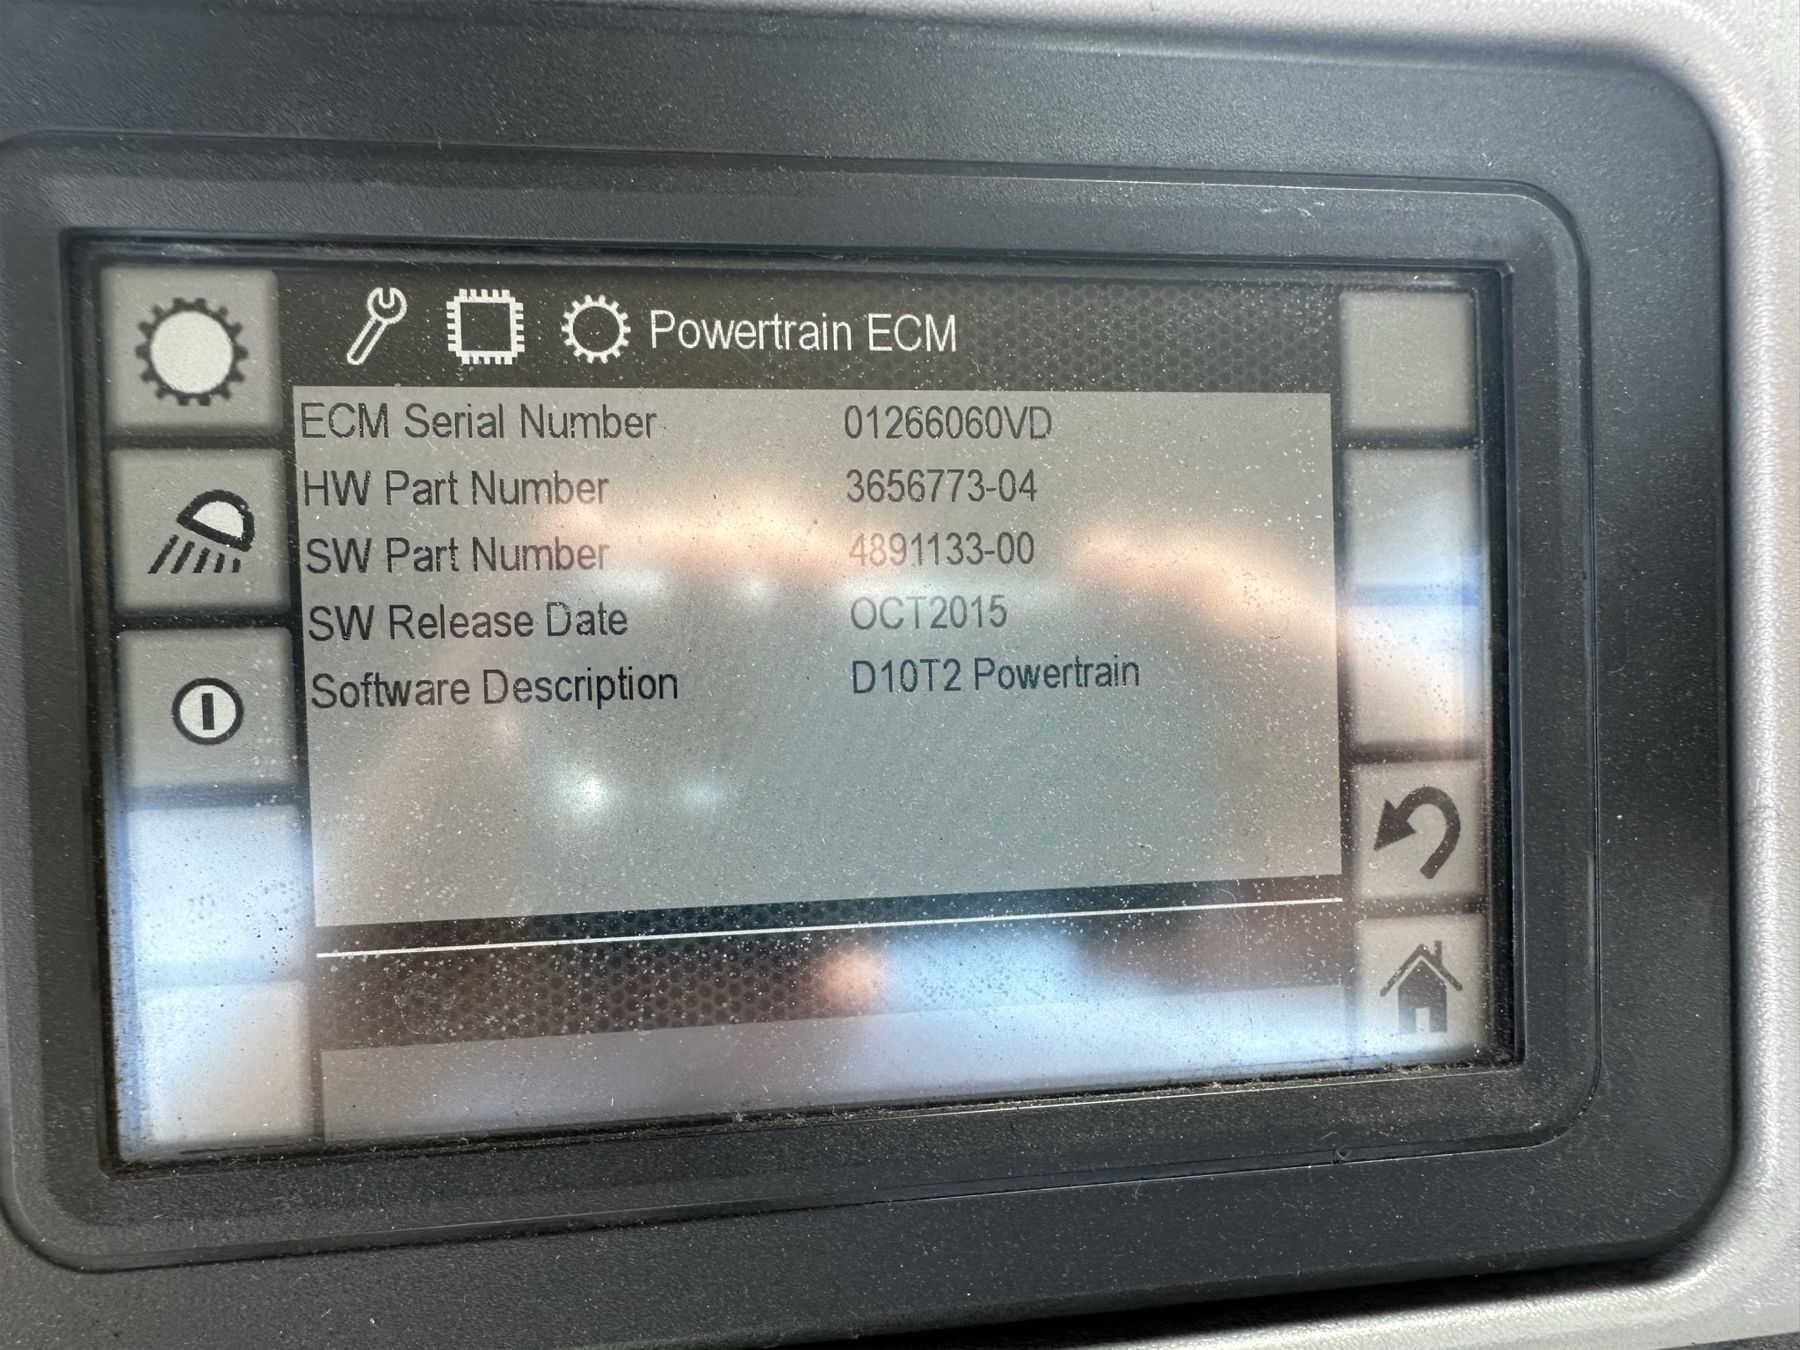 Powertrain ECM
ECM Serial Number 01266060VD
HW Part Number 3656773-04
SW Part Number 4891133-00
SW Release Date OCT2015
Software Description D10T2 Powertrain